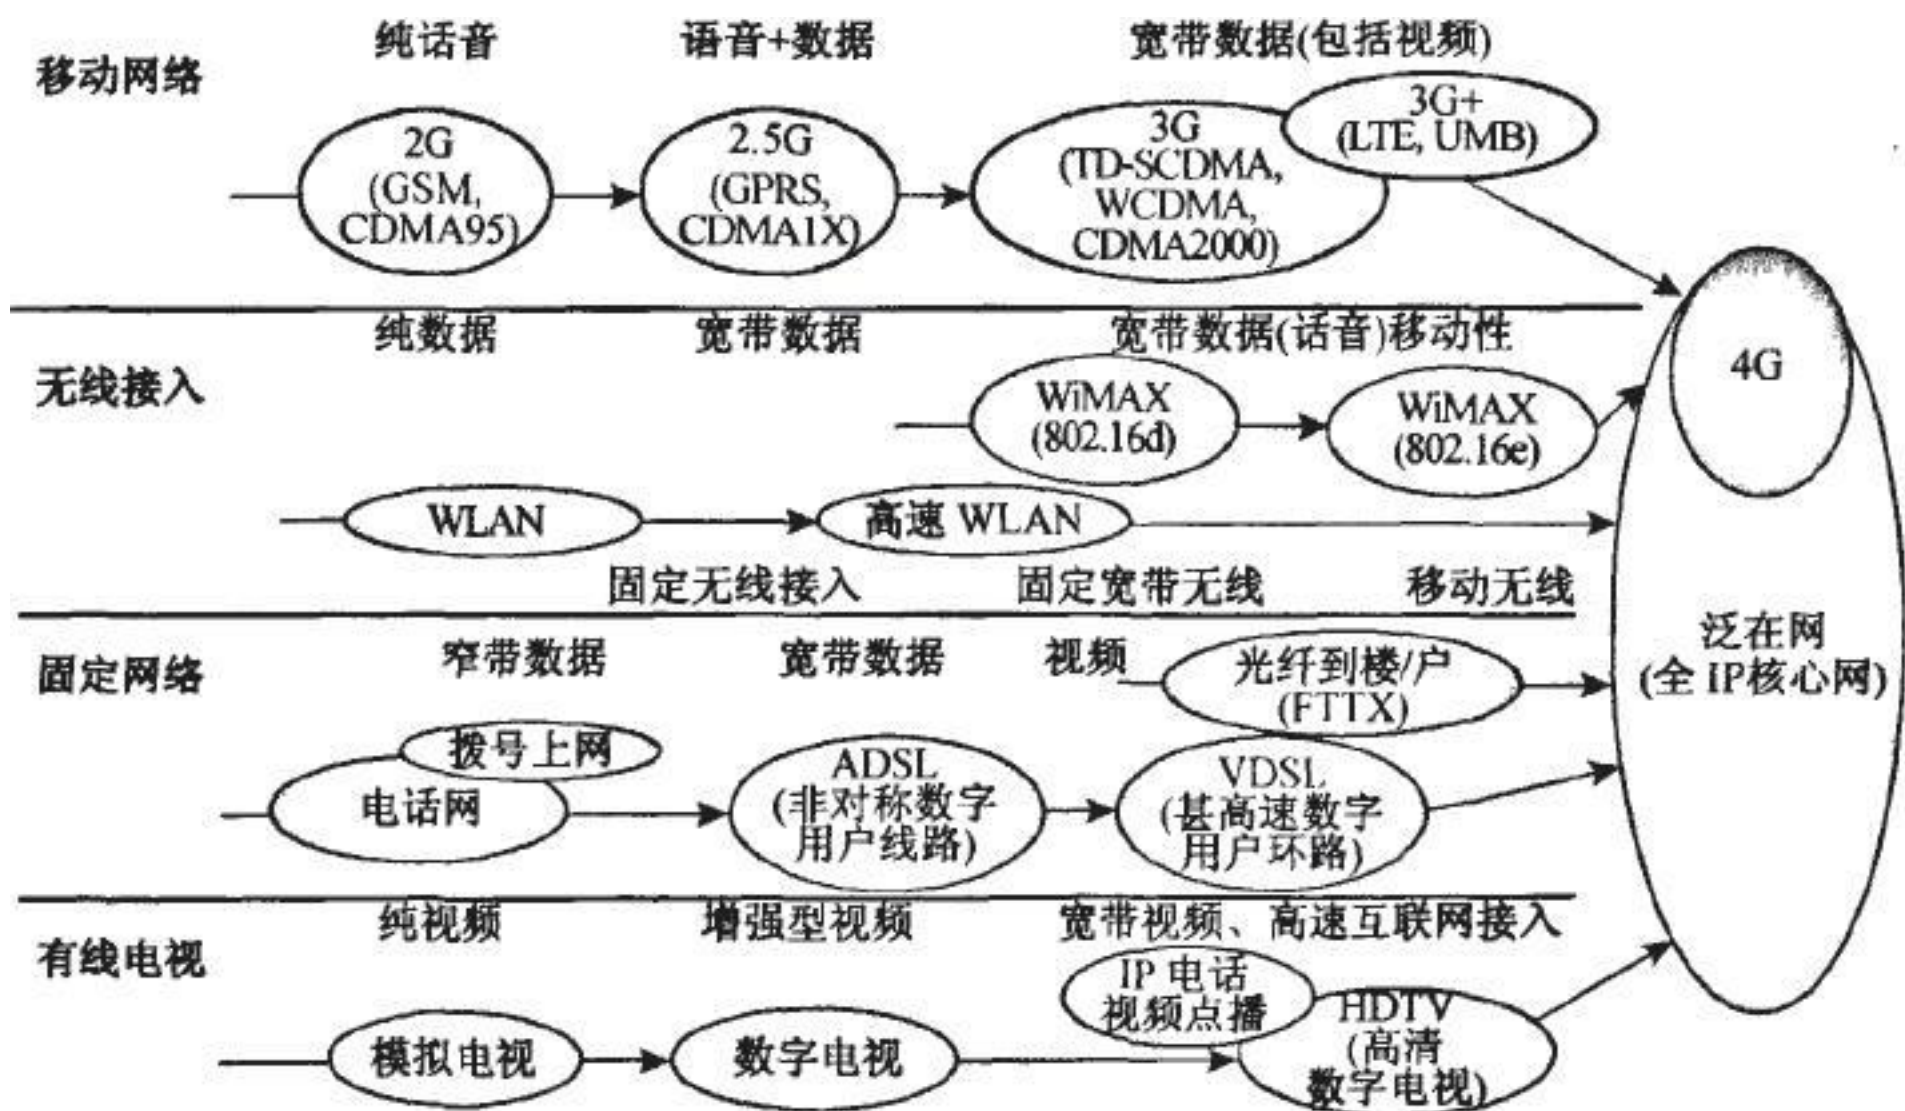 纯话音
语音+数据
宽带数据(包括视频)
移动网络
2G
(GSM,
CDMA95)
2.5G
(GPRS,
CDMA1X)
3G
(TD-SCDMA,
WCDMA,
CDMA2000)
3G+
(LTE, UMB)
纯数据
宽带数据
宽带数据(话音)移动性
无线接入
WiMAX
(802.16d)
WiMAX
(802.16e)
4G
WLAN
高速 WLAN
固定无线接入
固定宽带无线
移动无线
泛在网
(全 IP核心网)
窄带数据
宽带数据
视频
固定网络
光纤到楼/户
(FTTX)
拨号上网
电话网
ADSL
(非对称数字
用户线路)
VDSL
(甚高速数字
用户环路)
纯视频
增强型视频
宽带视频、高速互联网接入
有线电视
IP 电话
视频点播
模拟电视
数字电视
HDTV
(高清
数字电视)